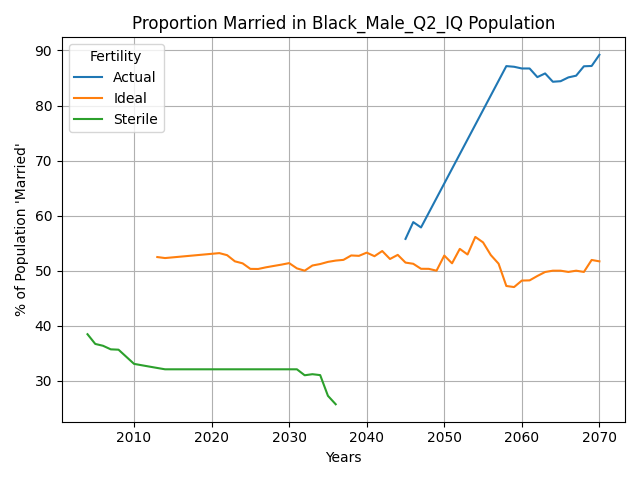 Proportion Married in Black_Male_Q2_IQ Population
Fertility
Actual
Ideal
Sterile
% of Population 'Married'
90
80
70
60
50
40
30
2010
2020
2030
2040
2050
2060
2070
Years